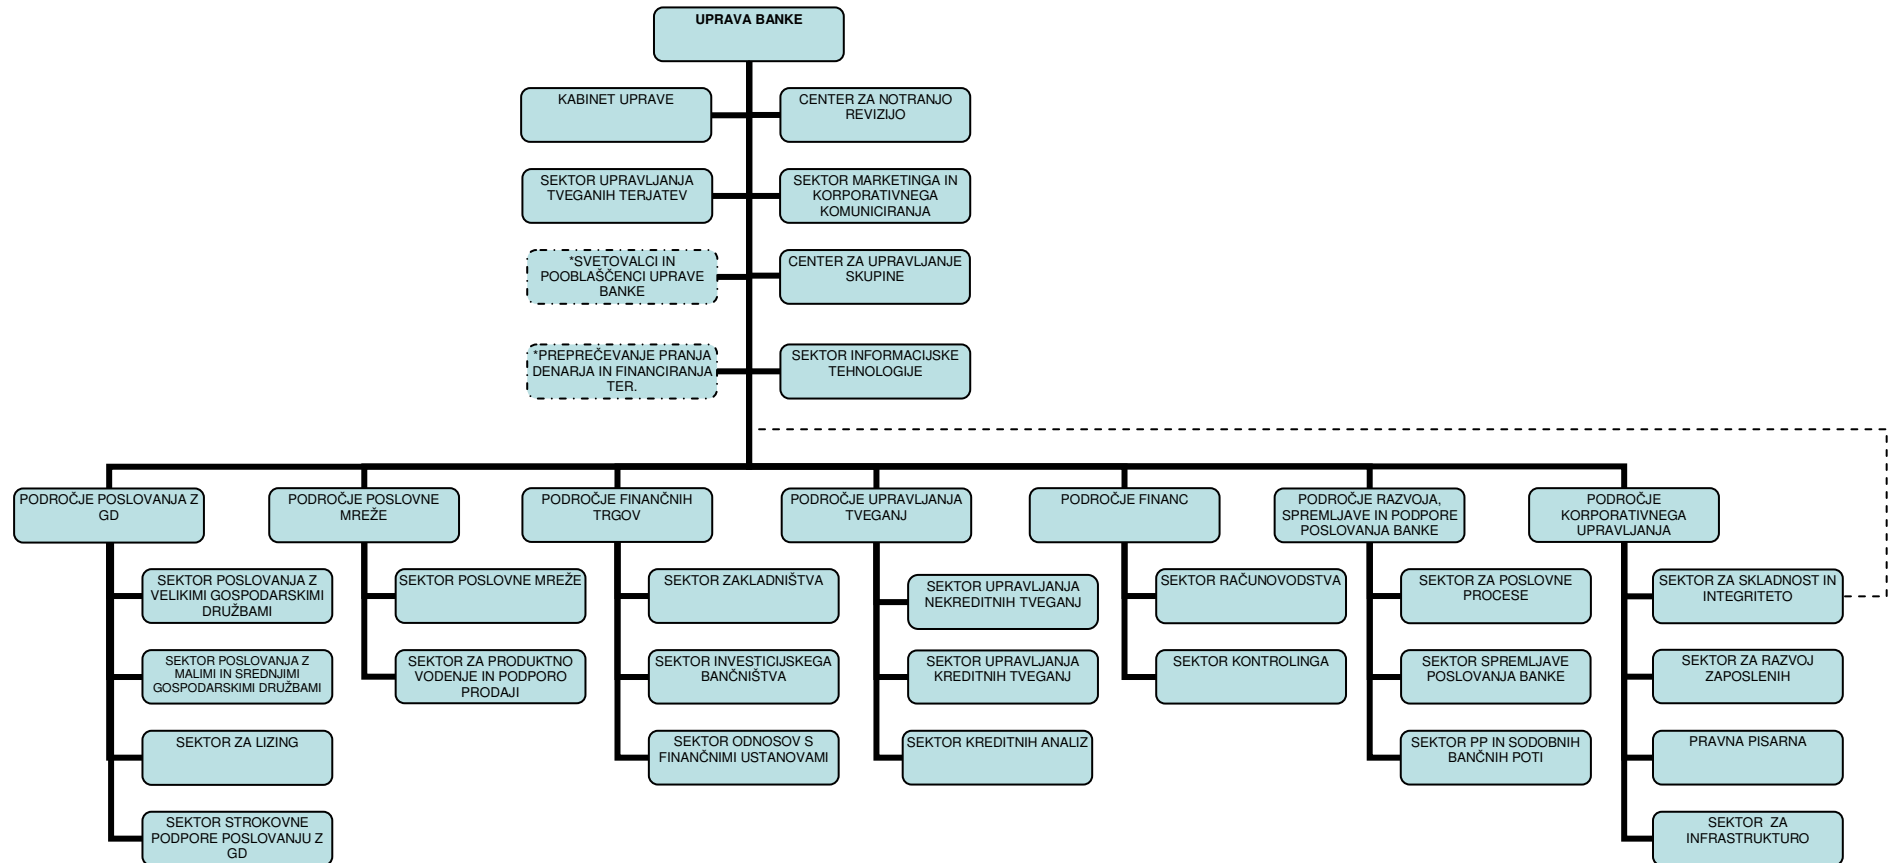 UPRAVA BANKE
KABINET UPRAVE
CENTER ZA NOTRANJO
REVIZIJO
SEKTOR UPRAVLJANJA
TVEGANIH TERJATEV
SEKTOR MARKETINGA IN
KORPORATIVNEGA
KOMUNICIRANJA
*SVETOVALCI IN
POOBLAŠČENCI UPRAVE
BANKE
CENTER ZA UPRAVLJANJE
SKUPINE
*PREPREČEVANJE PRANJA
DENARJA IN FINANCIRANJA
TER.
SEKTOR INFORMACIJSKE
TEHNOLOGIJE
PODROČJE POSLOVANJA Z
GD
PODROČJE POSLOVNE
MREŽE
PODROČJE FINANČNIH
TRGOV
PODROČJE UPRAVLJANJA
TVEGANJ
PODROČJE FINANC
PODROČJE RAZVOJA,
SPREMLJAVE IN PODPORE
POSLOVANJA BANKE
PODROČJE
KORPORATIVNEGA
UPRAVLJANJA
SEKTOR POSLOVANJA Z
VELIKIMI GOSPODARSKIMI
DRUŽBAMI
SEKTOR POSLOVNE MREŽE
SEKTOR ZAKLADNIŠTVA
SEKTOR UPRAVLJANJA
NEKREDITNIH TVEGANJ
SEKTOR RAČUNOVODSTVA
SEKTOR ZA POSLOVNE
PROCESE
SEKTOR ZA SKLADNOST IN
INTEGRITETO
SEKTOR POSLOVANJA Z
MALIMI IN SREDNJIMI
GOSPODARSKIMI DRUŽBAMI
SEKTOR ZA PRODUKTNO
VODENJE IN PODPORO
PRODAJI
SEKTOR INVESTICIJSKEGA
BANČNIŠTVA
SEKTOR UPRAVLJANJA
KREDITNIH TVEGANJ
SEKTOR KONTROLINGA
SEKTOR SPREMLJAVE
POSLOVANJA BANKE
SEKTOR ZA RAZVOJ
ZAPOSLENIH
SEKTOR ZA LIZING
SEKTOR ODNOSOV S
FINANČNIMI USTANOVAMI
SEKTOR KREDITNIH ANALIZ
SEKTOR PP IN SODOBNIH
BANČNIH POTI
PRAVNA PISARNA
SEKTOR STROKOVNE
PODPORE POSLOVANJU Z
GD
SEKTOR  ZA
INFRASTRUKTURO